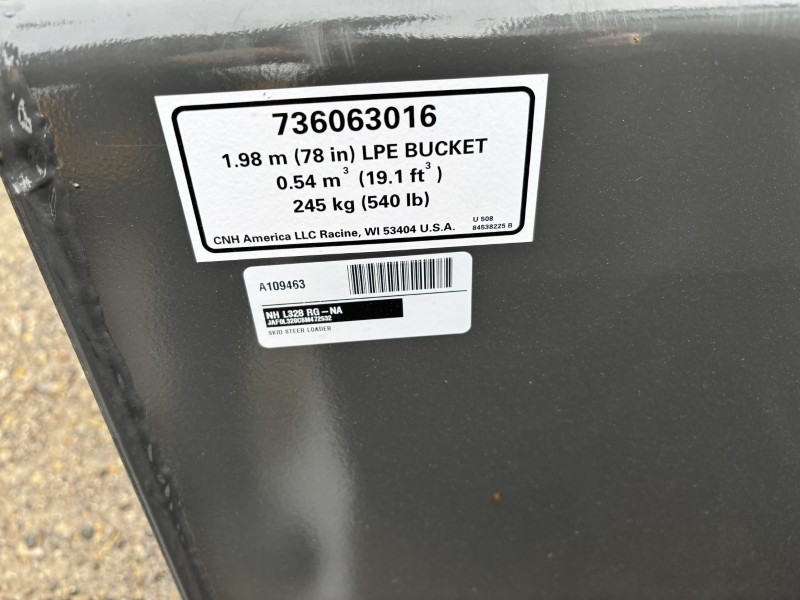 736063016
1.98 m (78 in) LPE BUCKET
0.54 m³ (19.1 ft³)
245 kg (540 lb)
CNH America LLC Racine, WI 53404 U.S.A.
U 508
84538225 B
A109463
NH L328 RG-NA
SKID STEER LOADER